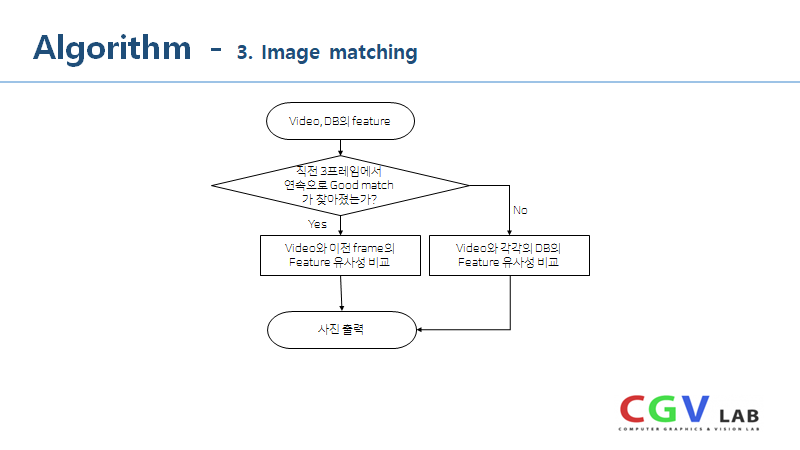 Algorithm - 3. Image matching
Video, DB의 feature
직전 3프레임에서
연속으로 Good match
가 찾아졌는가?
Yes
No
Video와 이전 frame의
Feature 유사성 비교
Video와 각각의 DB의
Feature 유사성 비교
사진 출력
CGV LAB
COMPUTER GRAPHICS & VISION LAB